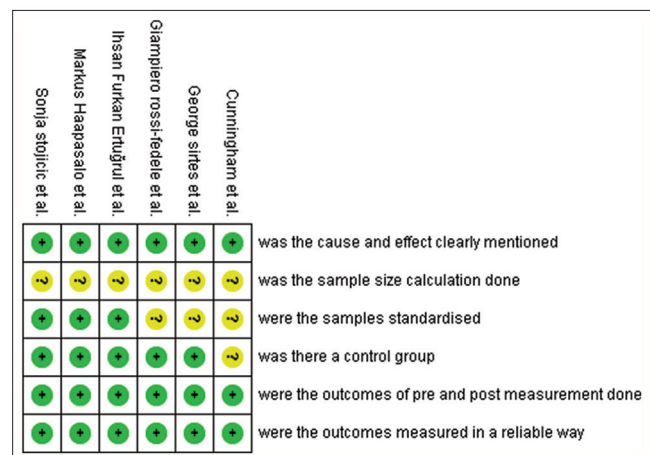 Sonja stojicic et al.
Markus Haapasalo et al.
Ihsan Furkan Ertuğrul et al.
Giampiero rossi-fedele et al.
George sirtes et al.
Cunningham et al.
+ + + + + + was the cause and effect clearly mentioned
? ? ? ? ? ? was the sample size calculation done
+ + + ? ? ? were the samples standardised
+ + + + + ? was there a control group
+ + + + + + were the outcomes of pre and post measurement done
+ + + + + + were the outcomes measured in a reliable way